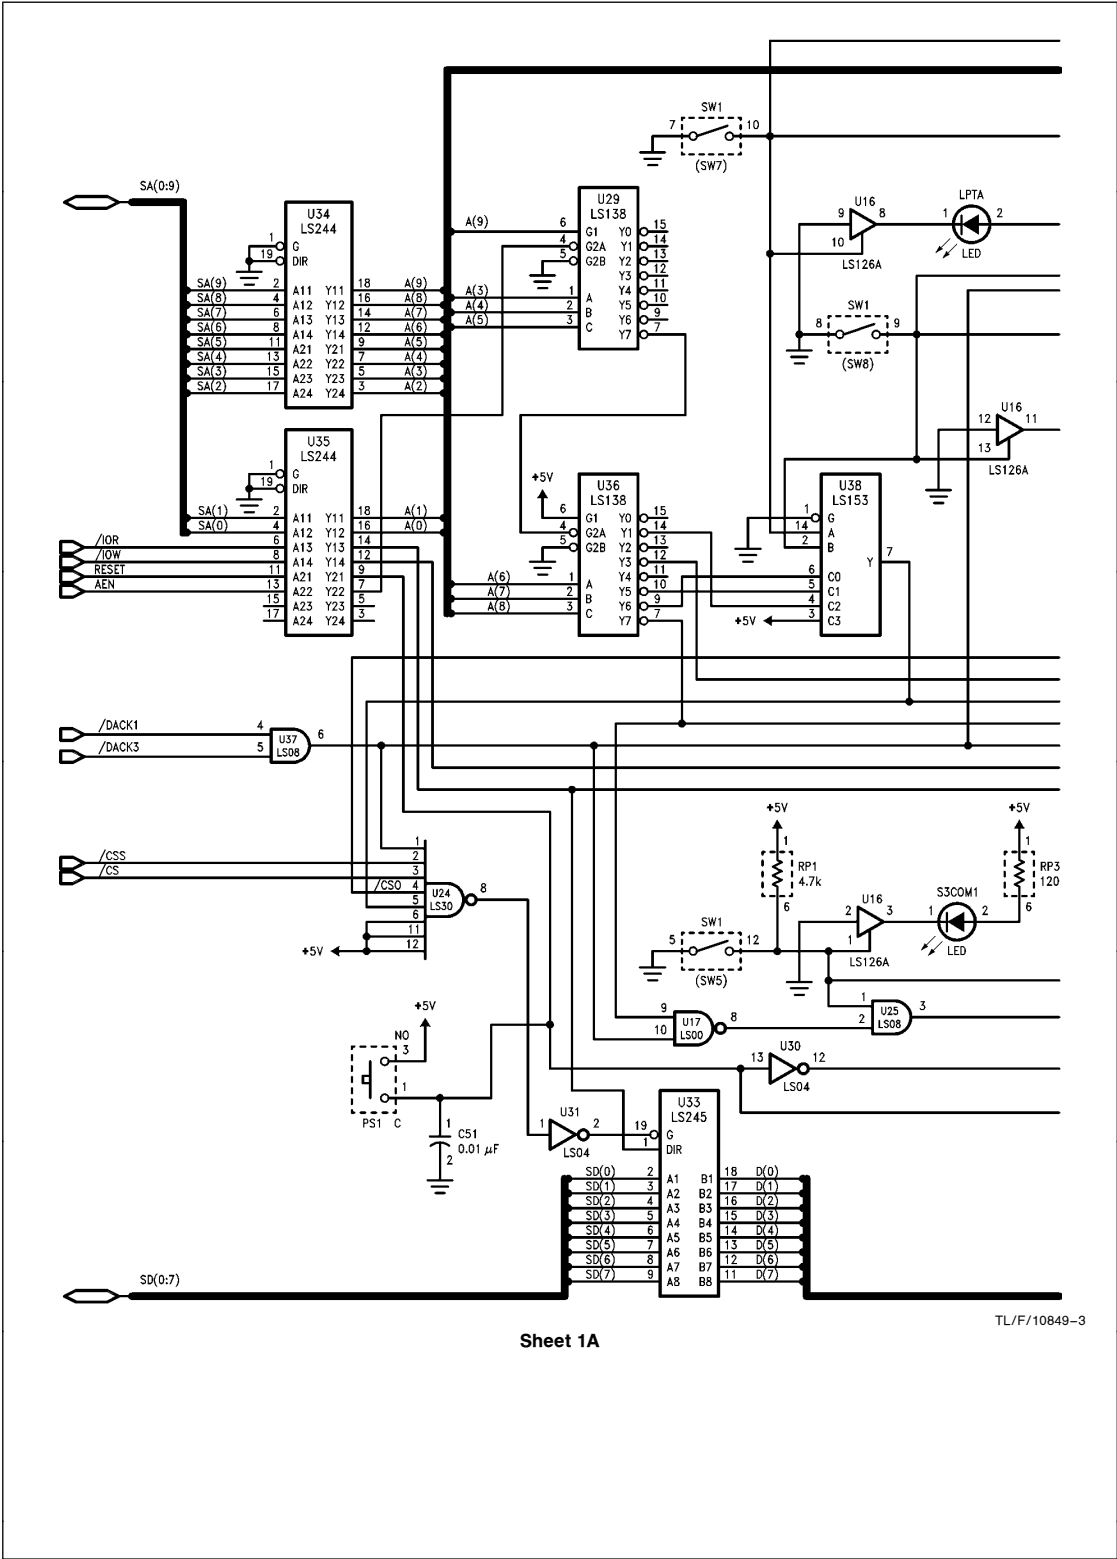 SW1
7 10
(SW7)
SA(0:9)
U34
LS244
1 G
19 DIR
SA(9) 2 A11 Y11 18 A(9)
SA(8) 4 A12 Y12 16 A(8)
SA(7) 6 A13 Y13 14 A(7)
SA(6) 8 A14 Y14 12 A(6)
SA(5) 11 A21 Y21 9 A(5)
SA(4) 13 A22 Y22 7 A(4)
SA(3) 15 A23 Y23 5 A(3)
SA(2) 17 A24 Y24 3 A(2)
U29
LS138
A(9) 6 G1 Y0 15
4 G2A Y1 14
5 G2B Y2 13
Y3 12
A(3) 1 A Y4 11
A(4) 2 B Y5 10
A(5) 3 C Y6 9
Y7 7
U16
9 8
10
LS126A
LPTA
1 2
LED
SW1
8 9
(SW8)
U16
12 11
13
LS126A
U35
LS244
1 G
19 DIR
SA(1) 2 A11 Y11 18 A(1)
SA(0) 4 A12 Y12 16 A(0)
/IOR 6 A13 Y13 14
/IOW 8 A14 Y14 12
RESET 11 A21 Y21 9
AEN 13 A22 Y22 7
15 A23 Y23 5
17 A24 Y24 3
+5V
U36
LS138
6 G1 Y0 15
4 G2A Y1 14
5 G2B Y2 13
Y3 12
A(6) 1 A Y4 11
A(7) 2 B Y5 10
A(8) 3 C Y6 9
Y7 7
U38
LS153
1 G
14 A
2 B
Y 7
6 C0
5 C1
4 C2
+5V 3 C3
/DACK1 4
/DACK3 5
U37
LS08
6
/CSS
/CS
1
2
3
/CSO 4
5
6
11
12
U24
LS30
8
+5V
+5V
1
RP1
4.7k
6
+5V
1
RP3
120
6
SW1
5 12
(SW5)
U16
2 3
1
LS126A
S3COM1
1 2
LED
9
10
U17
LS00
8
1
2
U25
LS08
3
U30
13 12
LS04
+5V
NO
3
1
PS1 C
1
C51
0.01 μF
2
U31
1 2
LS04
U33
LS245
19 G
1 DIR
SD(0) 2 A1 B1 18 D(0)
SD(1) 3 A2 B2 17 D(1)
SD(2) 4 A3 B3 16 D(2)
SD(3) 5 A4 B4 15 D(3)
SD(4) 6 A5 B5 14 D(4)
SD(5) 7 A6 B6 13 D(5)
SD(6) 8 A7 B7 12 D(6)
SD(7) 9 A8 B8 11 D(7)
SD(0:7)
TL/F/10849–3
Sheet 1A